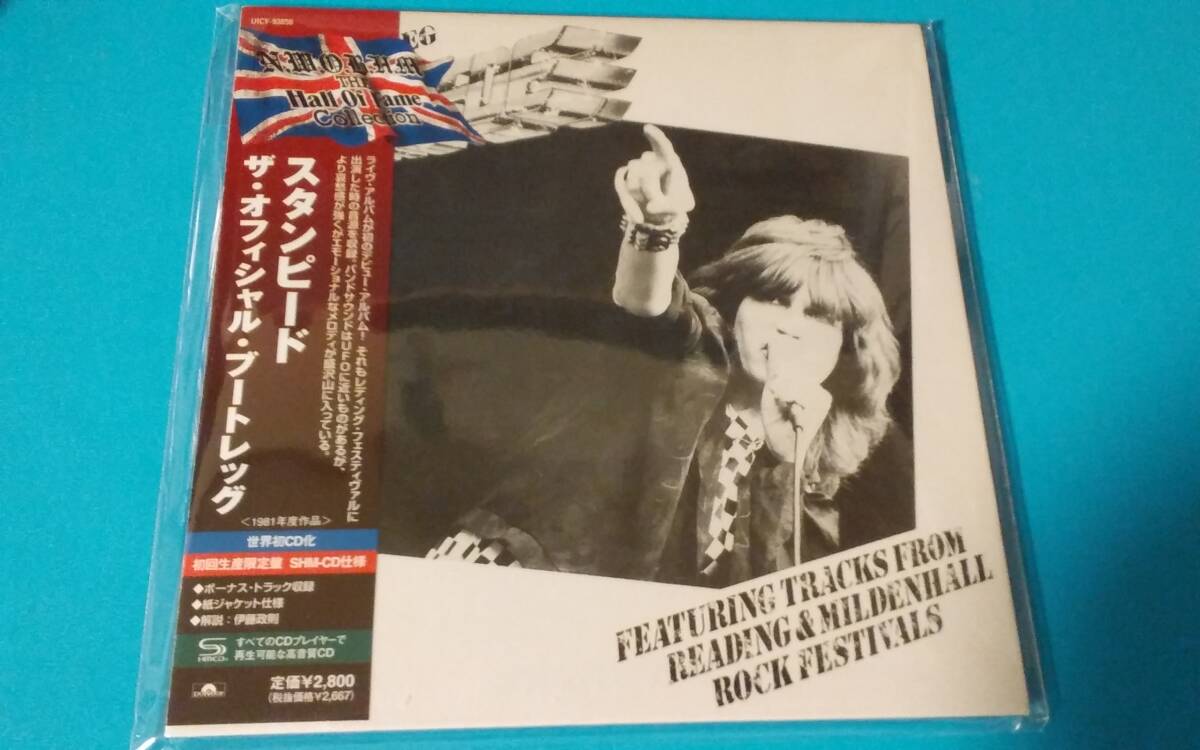 UICY-93858
EG
NWOBHM
THE
Hall Of Fame
Collection
ライヴ・アルバムが初のデビュー・アルバム! それもレディング・フェスティヴァルに
出演した時の音源を収録。バンドサウンドはUFOに近いものがあるが、
より哀愁感が強くがエモーショナルなメロディが盛沢山に入っている。
スタンピード
ザ・オフィシャル・ブートレッグ
<1981年度作品>
世界初CD化
初回生産限定盤 SHM-CD仕様
◆ボーナス・トラック収録
◆紙ジャケット仕様
◆解説:伊藤政則
SHM-CD
すべてのCDプレイヤーで
再生可能な高音質CD
polydor
定価¥2,800
(税抜価格¥2,667)
FEATURING TRACKS FROM
READING & MILDENHALL
ROCK FESTIVALS